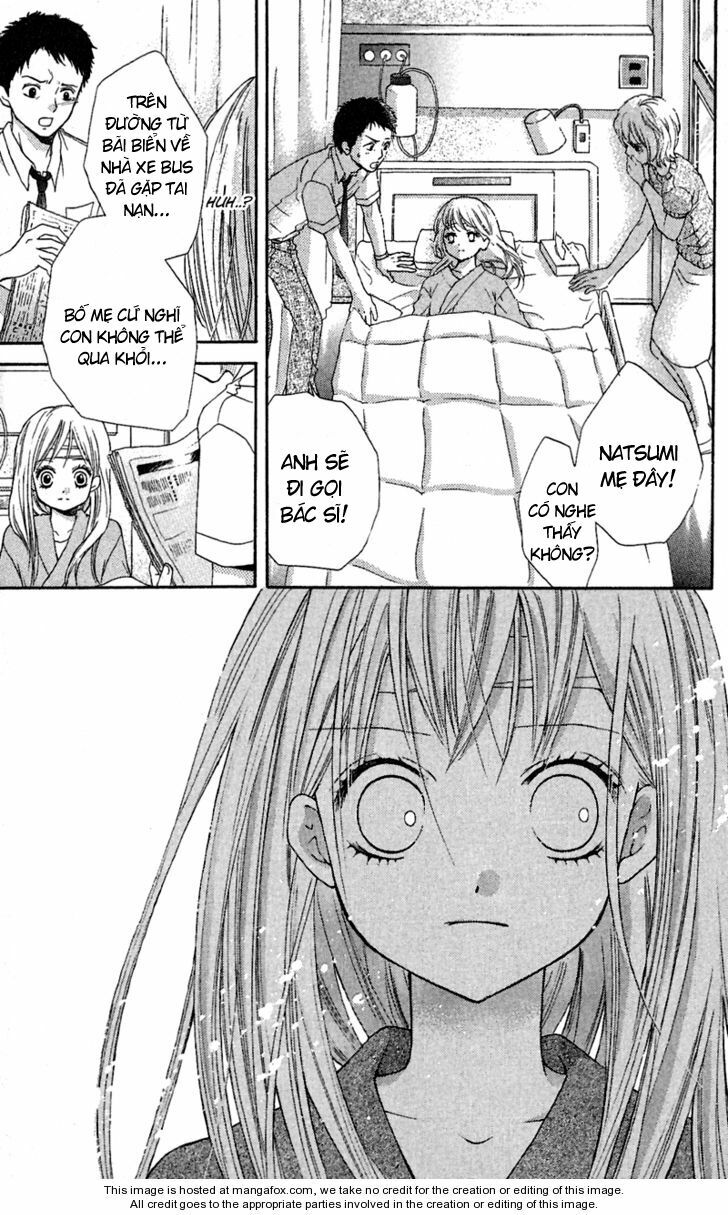 NATSUMI
MẸ ĐÂY!
CON
CÓ NGHE
THẤY
KHÔNG?
ANH SẼ
ĐI GỌI
BÁC SĨ!
TRÊN
ĐƯỜNG TỪ
BÃI BIỂN VỀ
NHÀ XE BUS
ĐÃ GẶP TAI
NẠN...
HUH..?
BỐ MẸ CỨ NGHĨ
CON KHÔNG THỂ
QUA KHỎI...
This image is hosted at mangafox.com, we take no credit for the creation or editing of this image.
All credit goes to the appropriate parties involved in the creation or editing of this image.